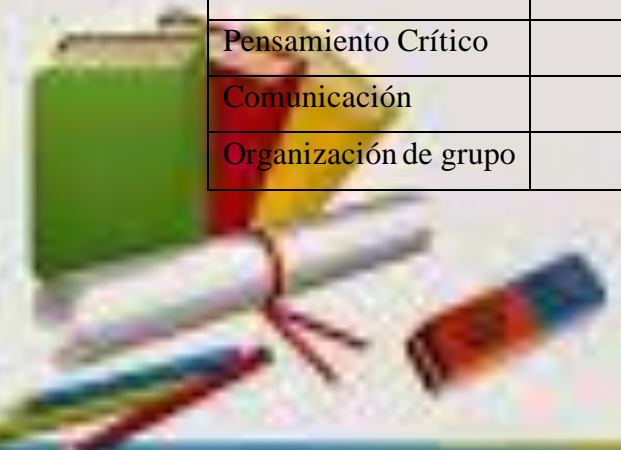 Pensamiento Crítico
Comunicación
Organización de grupo